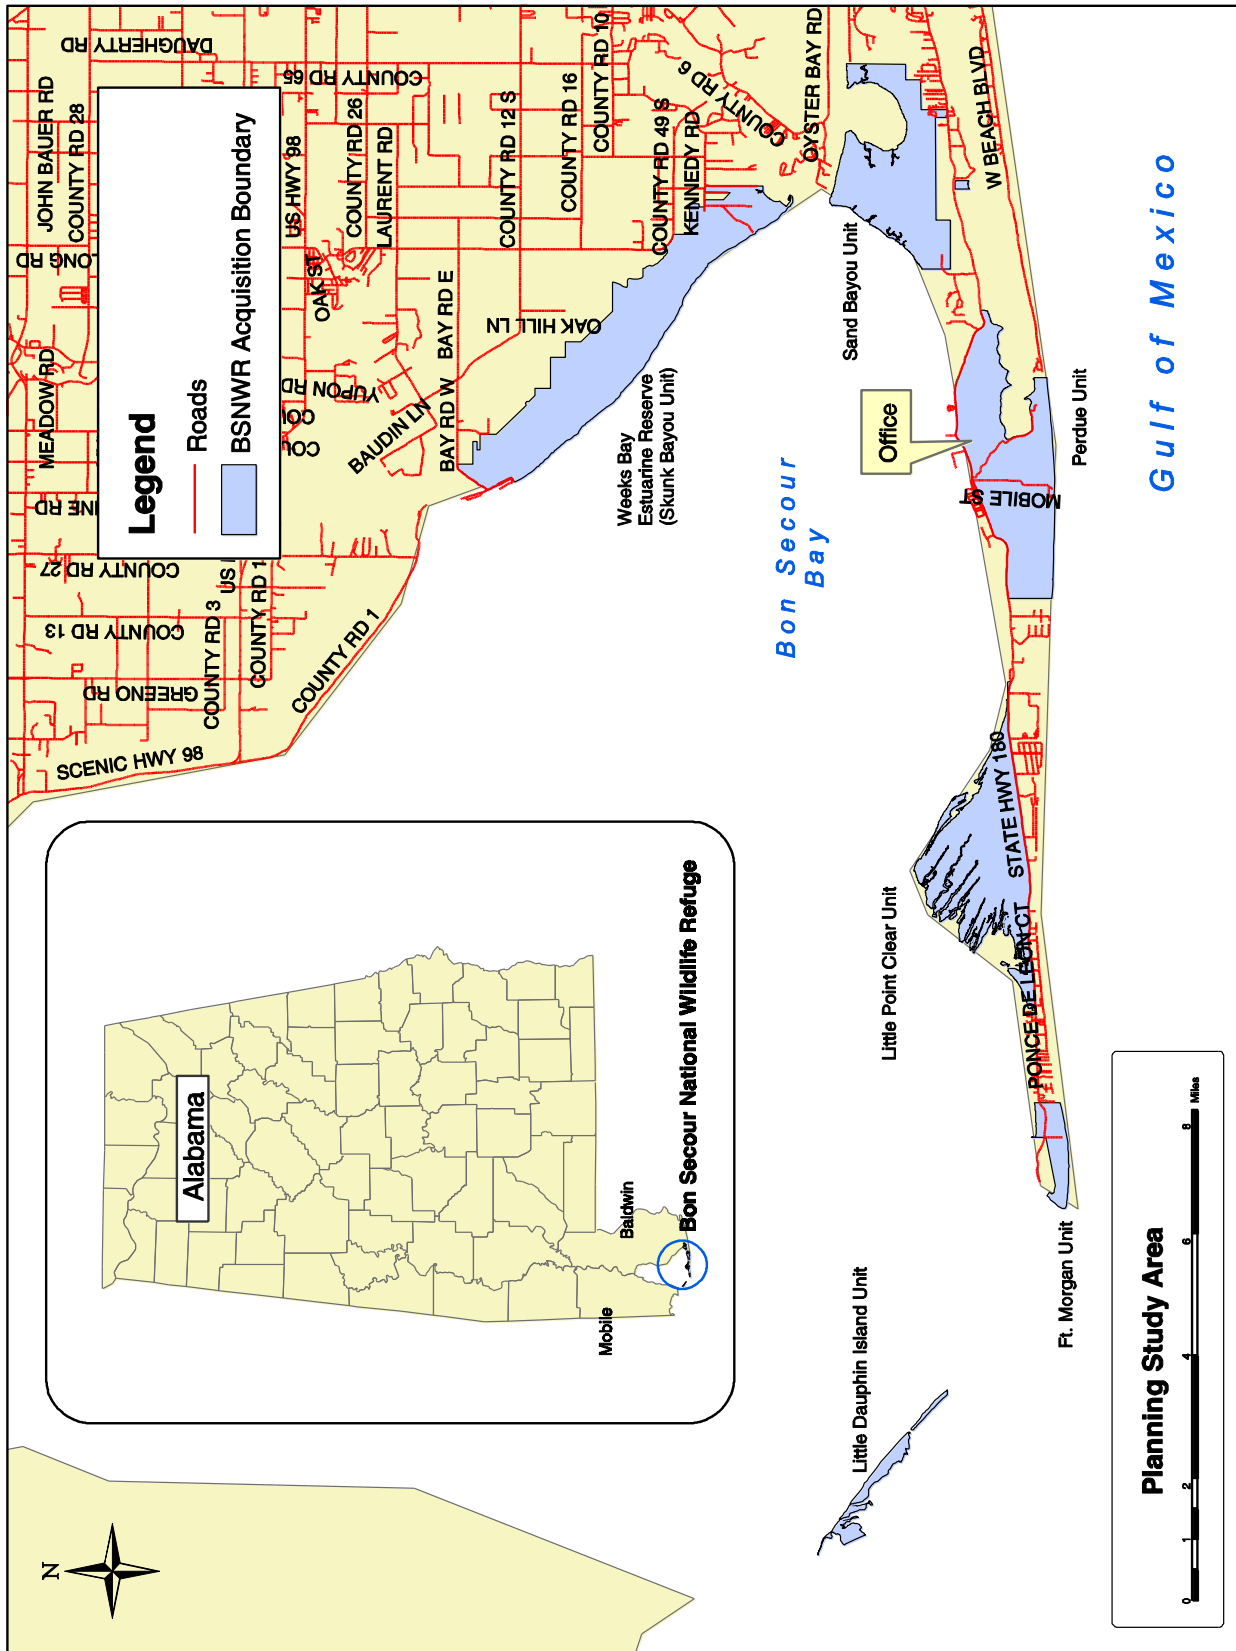 N
Alabama
Mobile
Baldwin
Bon Secour National Wildlife Refuge
Legend
Roads
BSNWR Acquisition Boundary
SCENIC HWY 98
GREENO RD
COUNTY RD 13
COUNTY RD 27
COUNTY RD 3
COUNTY RD 1
US
COUNTY RD 1
INE RD
MEADOW RD
LONG RD
JOHN BAUER RD
COUNTY RD 28
DAUGHERTY RD
COUNTY RD 65
US HWY 98
OAK ST
COUNTY RD 26
LAURENT RD
COU
COU
YUPON RD
BAUDIN LN
BAY RD W
BAY RD E
OAK HILL LN
COUNTY RD 12 S
COUNTY RD 16
COUNTY RD 10
COUNTY RD 49 S
KENNEDY RD
COUNTY RD 6
OYSTER BAY RD
W BEACH BLVD
Weeks Bay
Estuarine Reserve
(Skunk Bayou Unit)
Bon Secour
Bay
Sand Bayou Unit
Office
MOBILE ST
Perdue Unit
Gulf of Mexico
STATE HWY 180
Little Point Clear Unit
PONCE DE LEON CT
Ft. Morgan Unit
Little Dauphin Island Unit
Planning Study Area
0 1 2 4 6 8 Miles